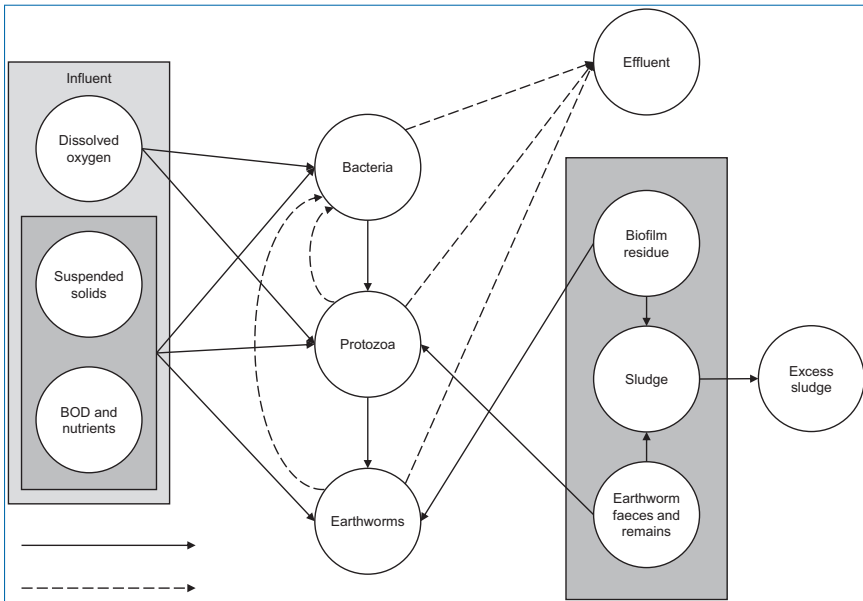 Influent
Dissolved
oxygen
Suspended
solids
BOD and
nutrients
Bacteria
Protozoa
Earthworms
Effluent
Biofilm
residue
Sludge
Earthworm
faeces and
remains
Excess
sludge